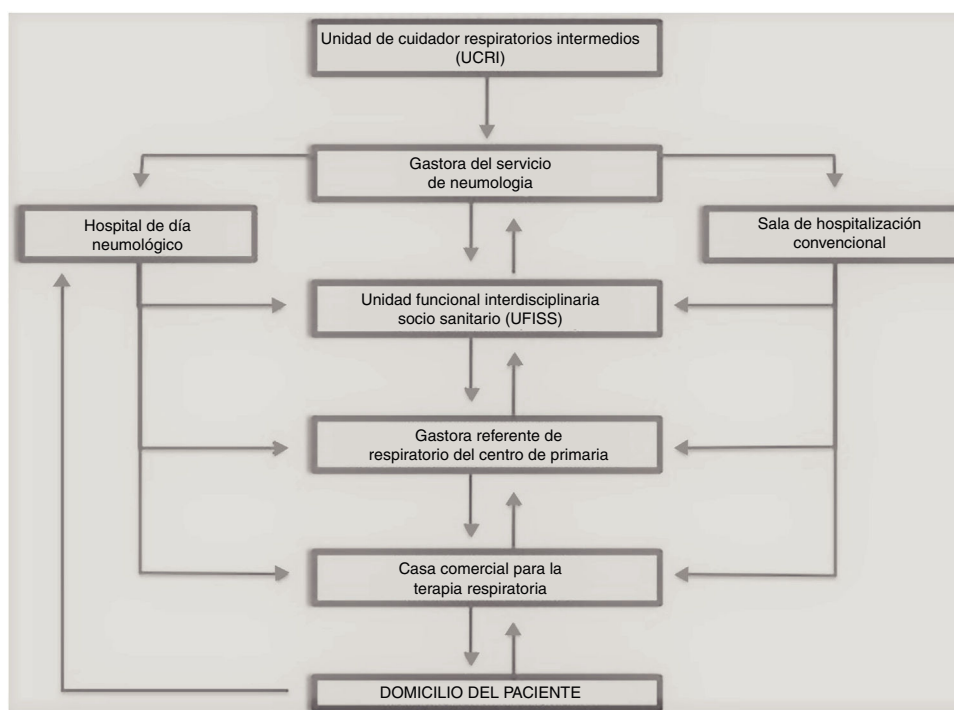 Unidad de cuidador respiratorios intermedios
(UCRI)
Gastora del servicio
de neumologia
Hospital de día
neumológico
Sala de hospitalización
convencional
Unidad funcional interdisciplinaria
socio sanitario (UFISS)
Gastora referente de
respiratorio del centro de primaria
Casa comercial para la
terapia respiratoria
DOMICILIO DEL PACIENTE